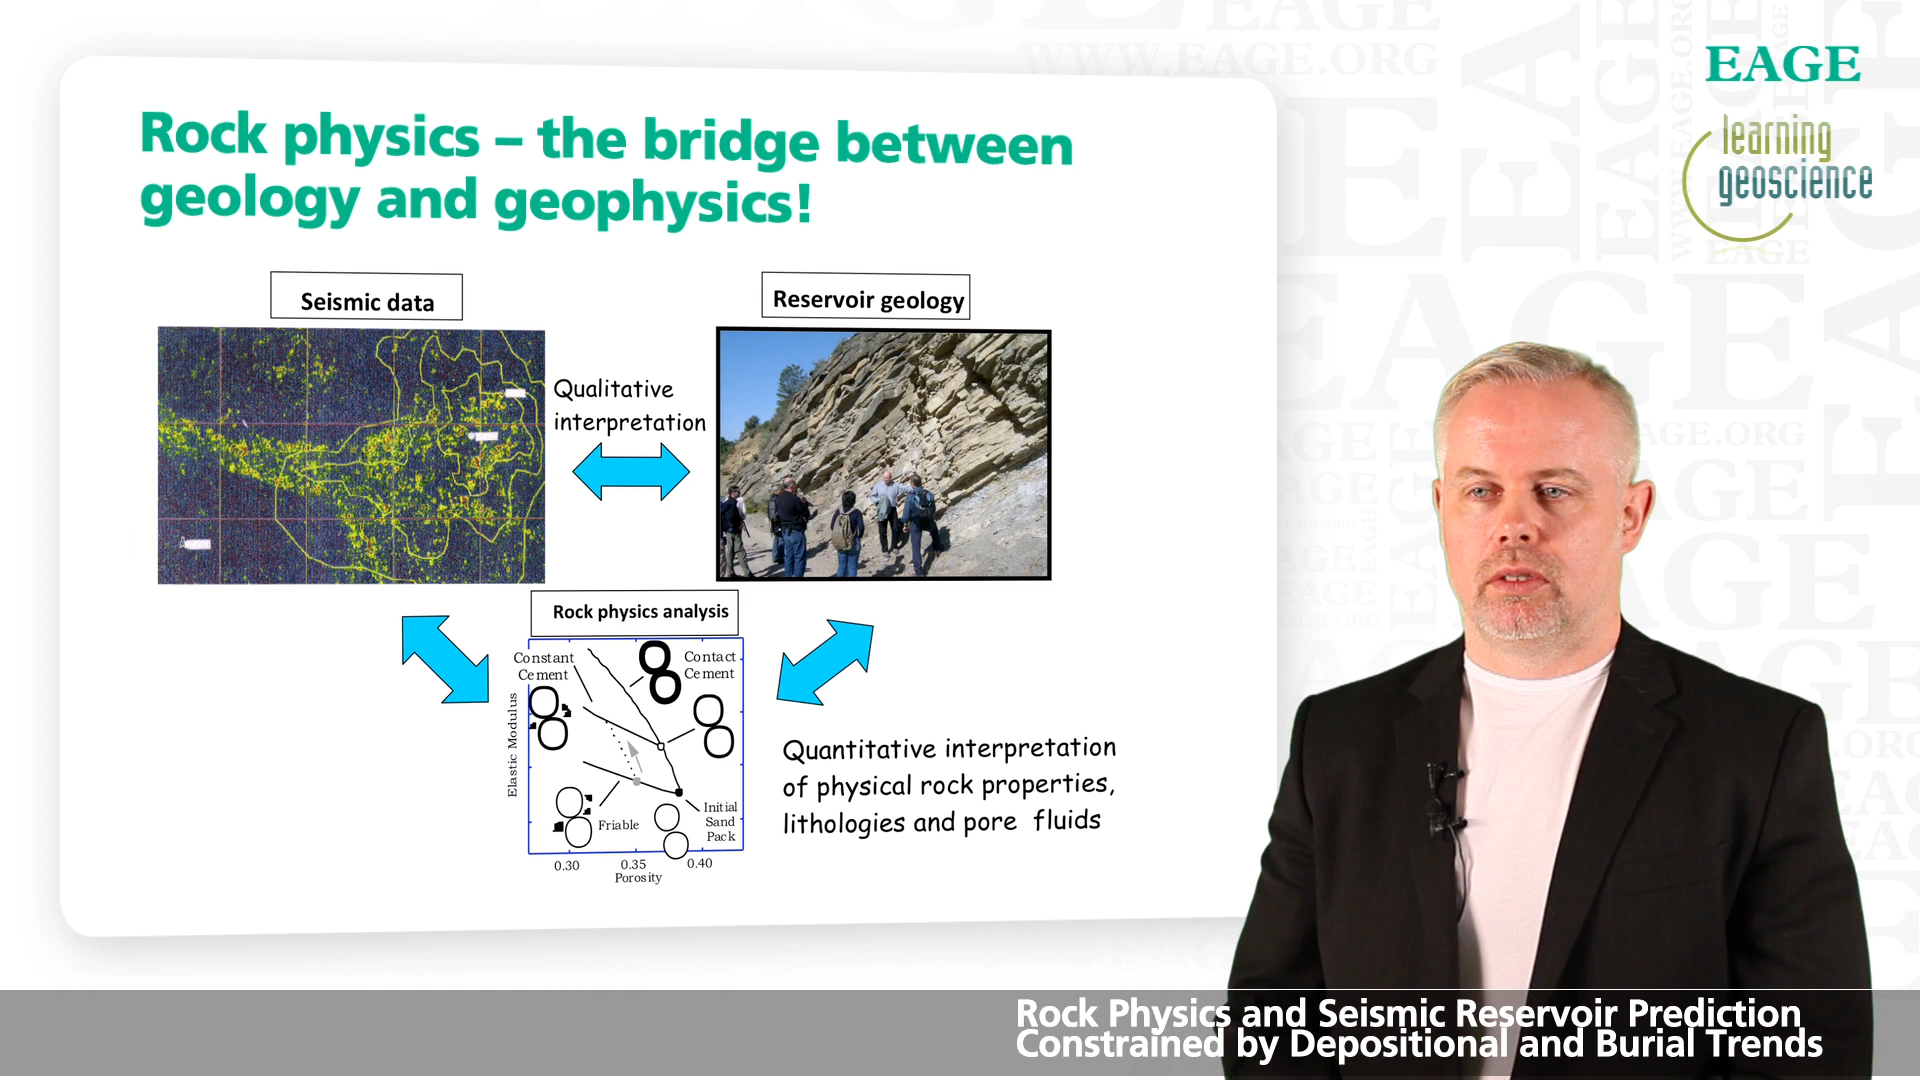 EAGE
learning
geoscience
Rock physics – the bridge between
geology and geophysics!
Seismic data
Reservoir geology
Qualitative
interpretation
Rock physics analysis
Constant
Cement
Contact
Cement
Elastic Modulus
Friable
Initial
Sand
Pack
0.30
0.35
0.40
Porosity
Quantitative interpretation
of physical rock properties,
lithologies and pore fluids
Rock Physics and Seismic Reservoir Prediction
Constrained by Depositional and Burial Trends
WWW.EAGE.ORG
EAGE